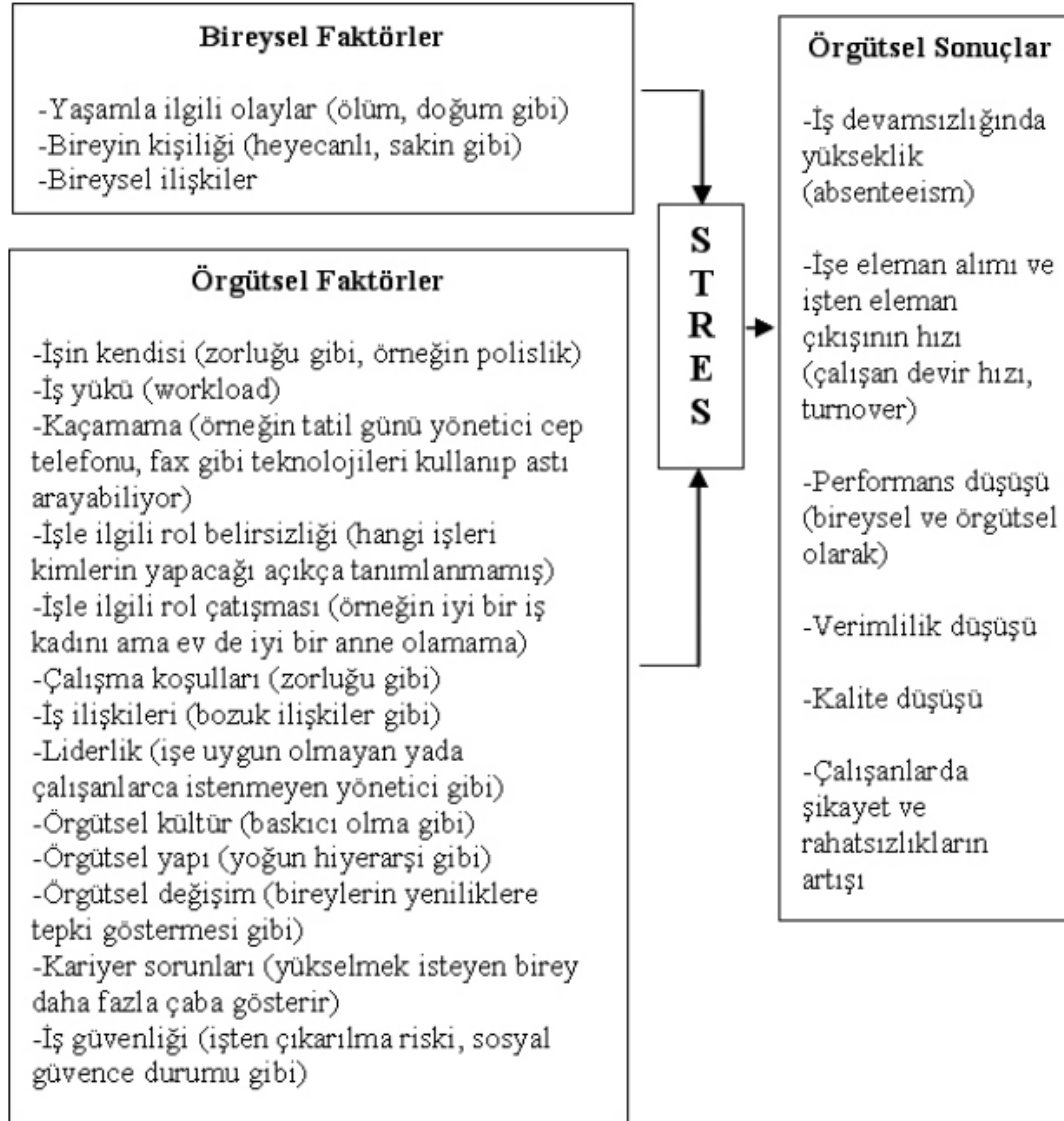 Bireysel Faktörler
-Yaşamla ilgili olaylar (ölüm, doğum gibi)
-Bireyin kişiliği (heyecanlı, sakin gibi)
-Bireysel ilişkiler
Örgütsel Faktörler
-İşin kendisi (zorluğu gibi, örneğin polislik)
-İş yükü (workload)
-Kaçamama (örneğin tatil günü yönetici cep
telefonu, fax gibi teknolojileri kullanıp astı
arayabiliyor)
-İşle ilgili rol belirsizliği (hangi işleri
kimlerin yapacağı açıkça tanımlanmamış)
-İşle ilgili rol çatışması (örneğin iyi bir iş
kadını ama ev de iyi bir anne olamama)
-Çalışma koşulları (zorluğu gibi)
-İş ilişkileri (bozuk ilişkiler gibi)
-Liderlik (işe uygun olmayan yada
çalışanlarca istenmeyen yönetici gibi)
-Örgütsel kültür (baskıcı olma gibi)
-Örgütsel yapı (yoğun hiyerarşi gibi)
-Örgütsel değişim (bireylerin yeniliklere
tepki göstermesi gibi)
-Kariyer sorunları (yükselmek isteyen birey
daha fazla çaba gösterir)
-İş güvenliği (işten çıkarılma riski, sosyal
güvence durumu gibi)
S
T
R
E
S
Örgütsel Sonuçlar
-İş devamsızlığında
yükseklik
(absenteeism)
-İşe eleman alımı ve
işten eleman
çıkışının hızı
(çalışan devir hızı,
turnover)
-Performans düşüşü
(bireysel ve örgütsel
olarak)
-Verimlilik düşüşü
-Kalite düşüşü
-Çalışanlarda
şikayet ve
rahatsızlıkların
artışı